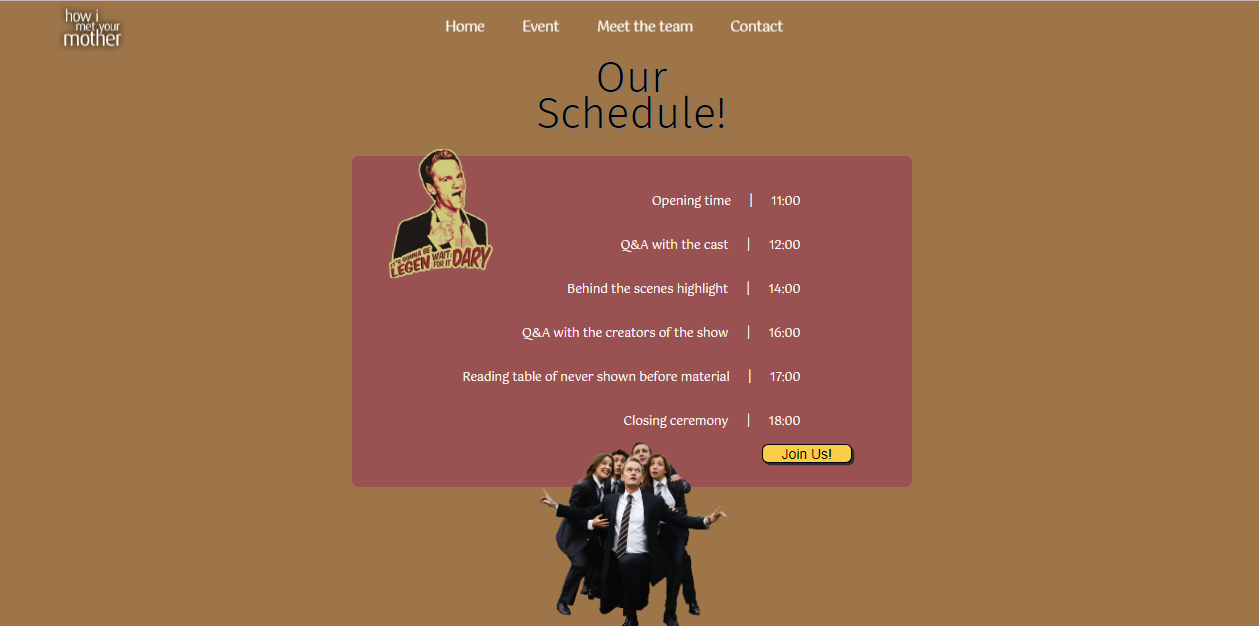 how i
met your
mother
Home Event Meet the team Contact
Our
Schedule!
IT'S GONNA BE
LEGEN WAIT FOR IT DARY
Opening time | 11:00
Q&A with the cast | 12:00
Behind the scenes highlight | 14:00
Q&A with the creators of the show | 16:00
Reading table of never shown before material | 17:00
Closing ceremony | 18:00
Join Us!